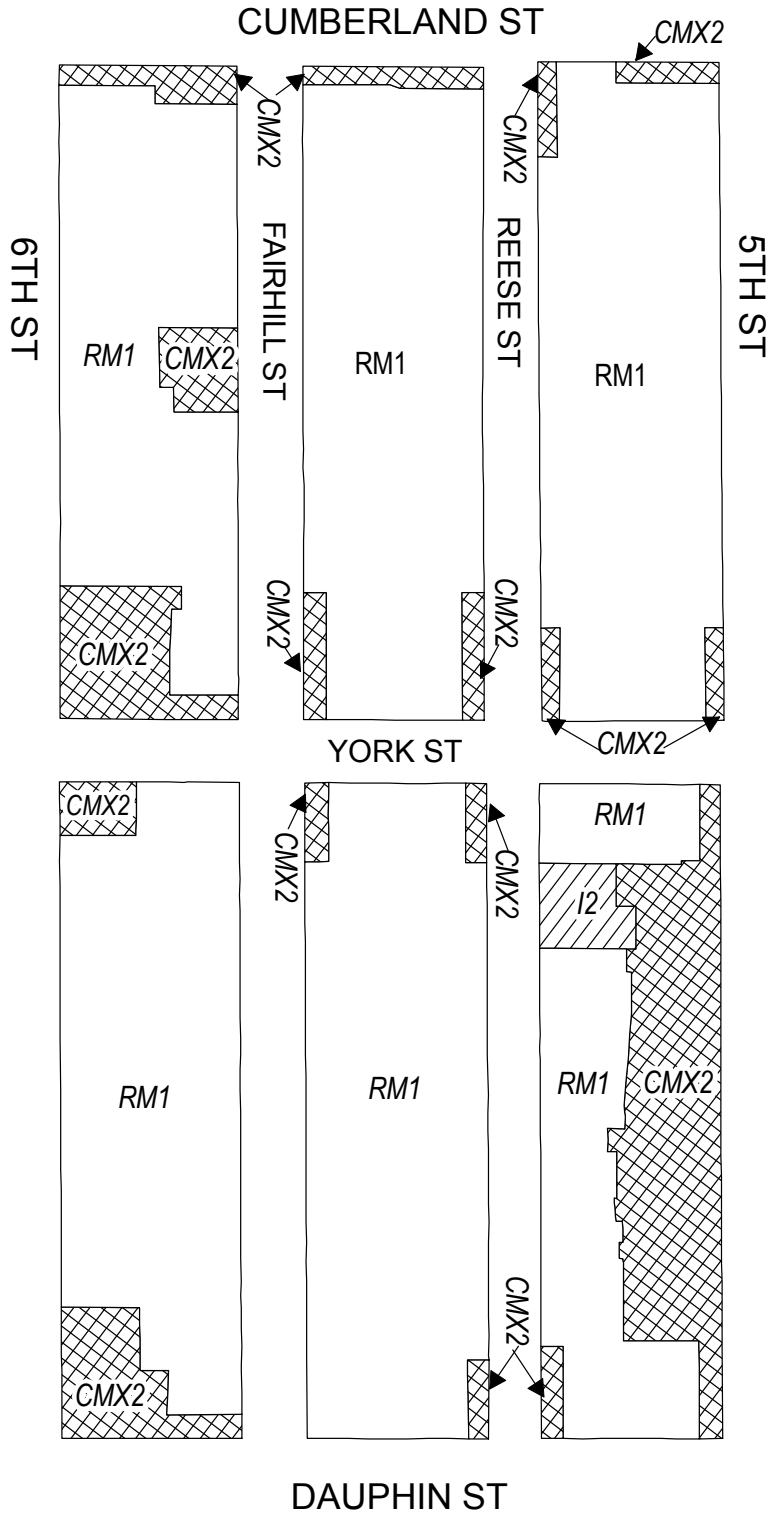 CUMBERLAND ST
CMX2
CMX2
CMX2
6TH ST
FAIRHILL ST
REESE ST
5TH ST
RM1
CMX2
RM1
RM1
CMX2
CMX2
CMX2
CMX2
YORK ST
CMX2
CMX2
CMX2
RM1
I2
RM1
RM1
RM1
CMX2
CMX2
CMX2
DAUPHIN ST